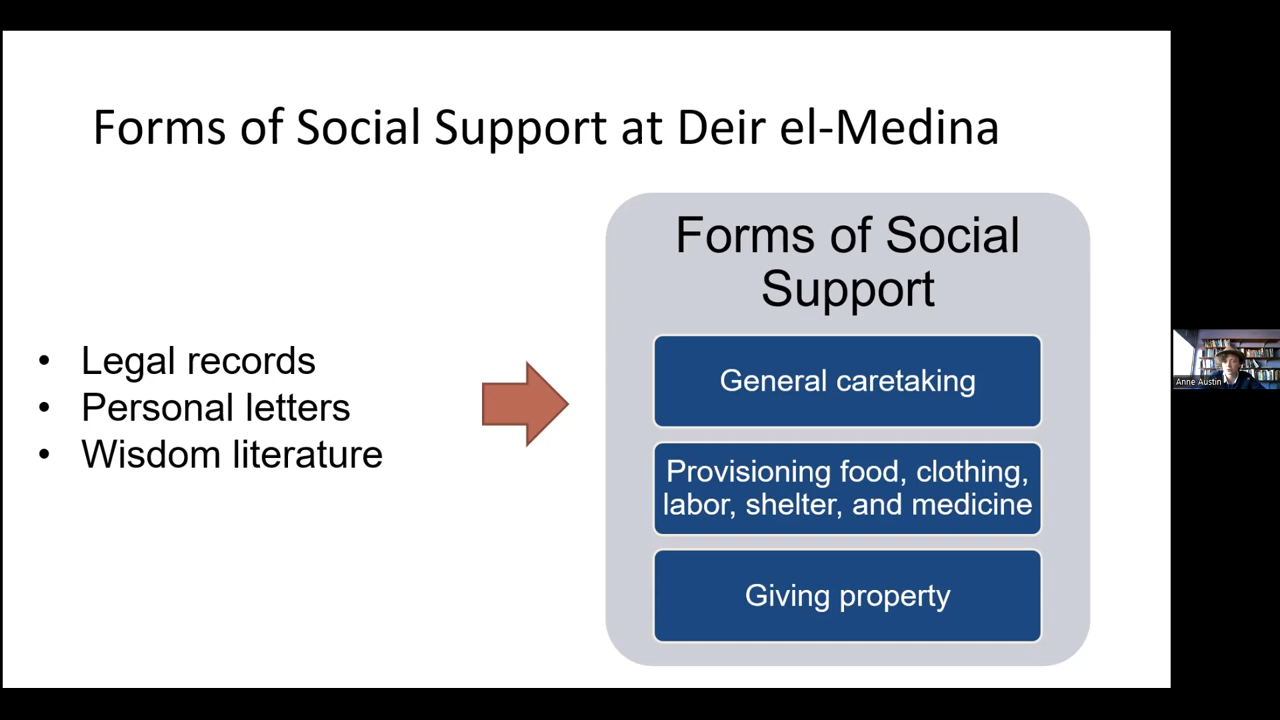 Forms of Social Support at Deir el-Medina
• Legal records
• Personal letters
• Wisdom literature
Forms of Social
Support
General caretaking
Provisioning food, clothing,
labor, shelter, and medicine
Giving property
Anne Austin